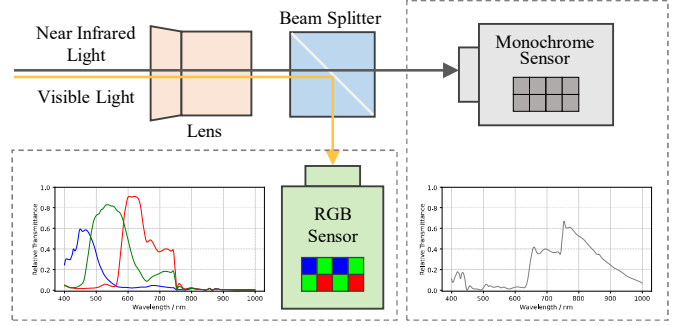 Near Infrared
Light
Visible Light
Lens
Beam Splitter
Monochrome
Sensor
RGB
Sensor
Relative Transmittance
1.0
0.8
0.6
0.4
0.2
0.0
400
500
600
700
800
900
1000
Wavelength / nm
Relative Transmittance
1.0
0.8
0.6
0.4
0.2
0.0
400
500
600
700
800
900
1000
Wavelength / nm